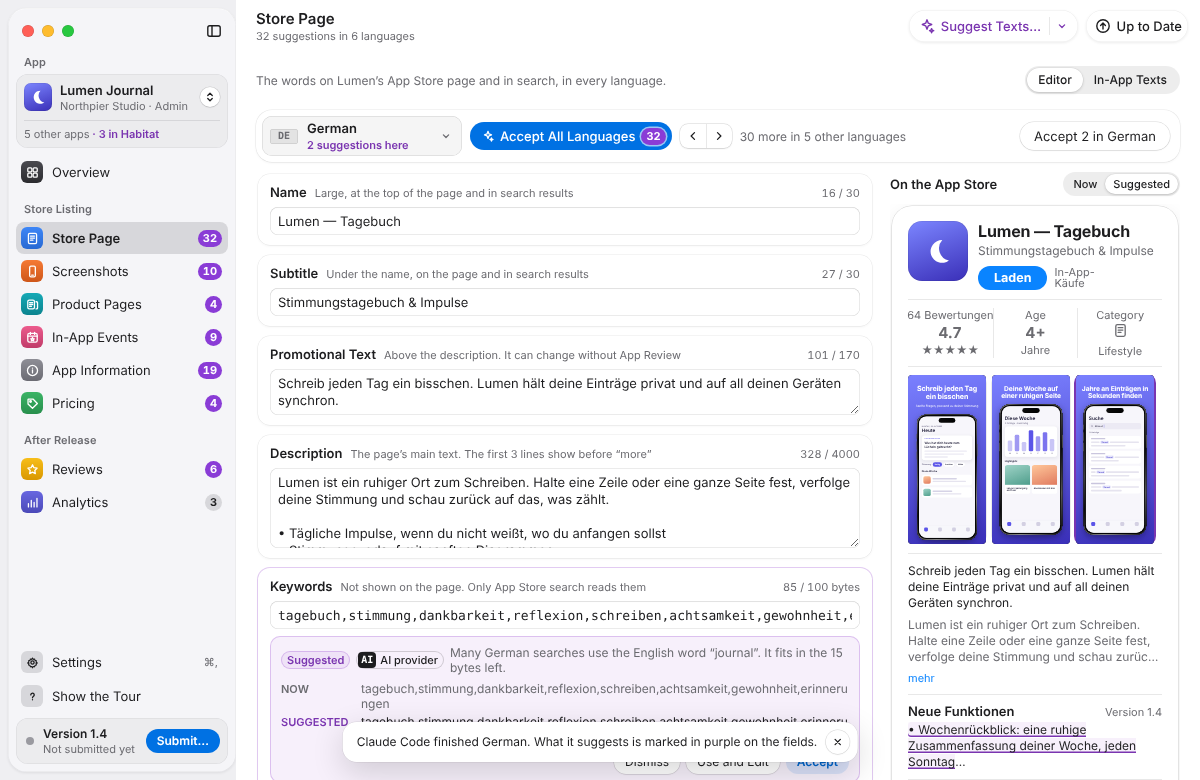 App
Lumen Journal
Northpier Studio · Admin
5 other apps · 3 in Habitat
Overview
Store Listing
Store Page 32
Screenshots 10
Product Pages 4
In-App Events 9
App Information 19
Pricing 4
After Release
Reviews 6
Analytics 3
Settings ⌘,
? Show the Tour
Version 1.4
Not submitted yet
Submit...
Store Page
32 suggestions in 6 languages
Suggest Texts...
Up to Date
The words on Lumen’s App Store page and in search, in every language.
Editor In-App Texts
DE German
2 suggestions here
Accept All Languages 32
30 more in 5 other languages
Accept 2 in German
Name Large, at the top of the page and in search results 16 / 30
Lumen — Tagebuch
Subtitle Under the name, on the page and in search results 27 / 30
Stimmungstagebuch & Impulse
Promotional Text Above the description. It can change without App Review 101 / 170
Schreib jeden Tag ein bisschen. Lumen hält deine Einträge privat und auf all deinen Geräten
synchron.
Description The page’s main text. The first 3 lines show before “more” 328 / 4000
Lumen ist ein ruhiger Ort zum Schreiben. Halte eine Zeile oder eine ganze Seite fest, verfolge
deine Stimmung und schau zurück auf das, was zählt.
• Tägliche Impulse, wenn du nicht weißt, wo du anfangen sollst
Keywords Not shown on the page. Only App Store search reads them 85 / 100 bytes
tagebuch,stimmung,dankbarkeit,reflexion,schreiben,achtsamkeit,gewohnheit,
Suggested AI AI provider Many German searches use the English word “journal”. It fits in the 15
bytes left.
NOW tagebuch,stimmung,dankbarkeit,reflexion,schreiben,achtsamkeit,gewohnheit,erinneru
ngen
SUGGESTED tagebuch,stimmung,dankbarkeit,reflexion,schreiben,achtsamkeit,gewohnheit,erinneru
Claude Code finished German. What it suggests is marked in purple on the fields.
Dismiss Use and Edit Accept
On the App Store
Now Suggested
Lumen — Tagebuch
Stimmungstagebuch & Impulse
Laden
In-App-
Käufe
64 Bewertungen Age Category
4.7 4+
★★★★★ Jahre Lifestyle
Schreib jeden Tag
ein bisschen
Heute
Deine Woche auf
einer ruhigen Seite
Diese Woche
Jahre an Einträgen in
Sekunden finden
Suche
Schreib jeden Tag ein bisschen. Lumen hält
deine Einträge privat und auf all deinen
Geräten synchron.
Lumen ist ein ruhiger Ort zum Schreiben.
Halte eine Zeile oder eine ganze Seite fest,
verfolge deine Stimmung und schau zurüc...
mehr
Neue Funktionen Version 1.4
• Wochenrückblick: eine ruhige
Zusammenfassung deiner Woche, jeden
Sonntag...